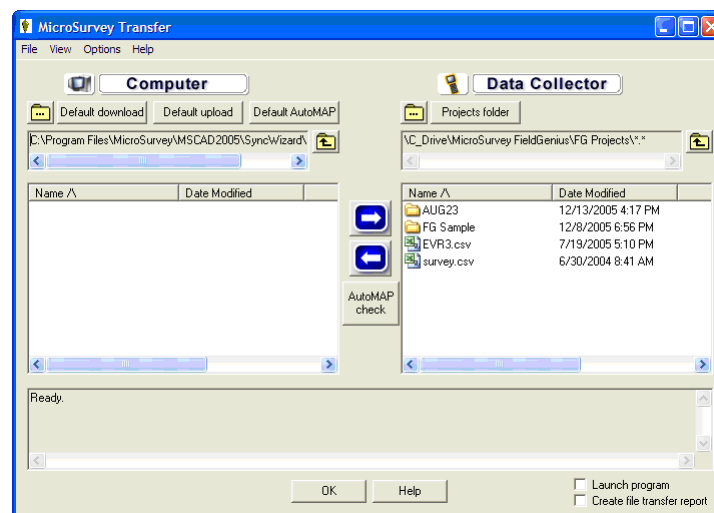 MicroSurvey Transfer
File View Options Help
Computer
Default download Default upload Default AutoMAP
C:\Program Files\MicroSurvey\MSCAD2005\SyncWizard\
Name /\ Date Modified
AutoMAP check
Data Collector
... Projects folder
\C_Drive\MicroSurvey FieldGenius\FG Projects\*.*
Name /\ Date Modified
AUG23 12/13/2005 4:17 PM
FG Sample 12/8/2005 6:56 PM
EVR3.csv 7/19/2005 5:10 PM
survey.csv 6/30/2004 8:41 AM
Ready.
OK Help
Launch program
Create file transfer report